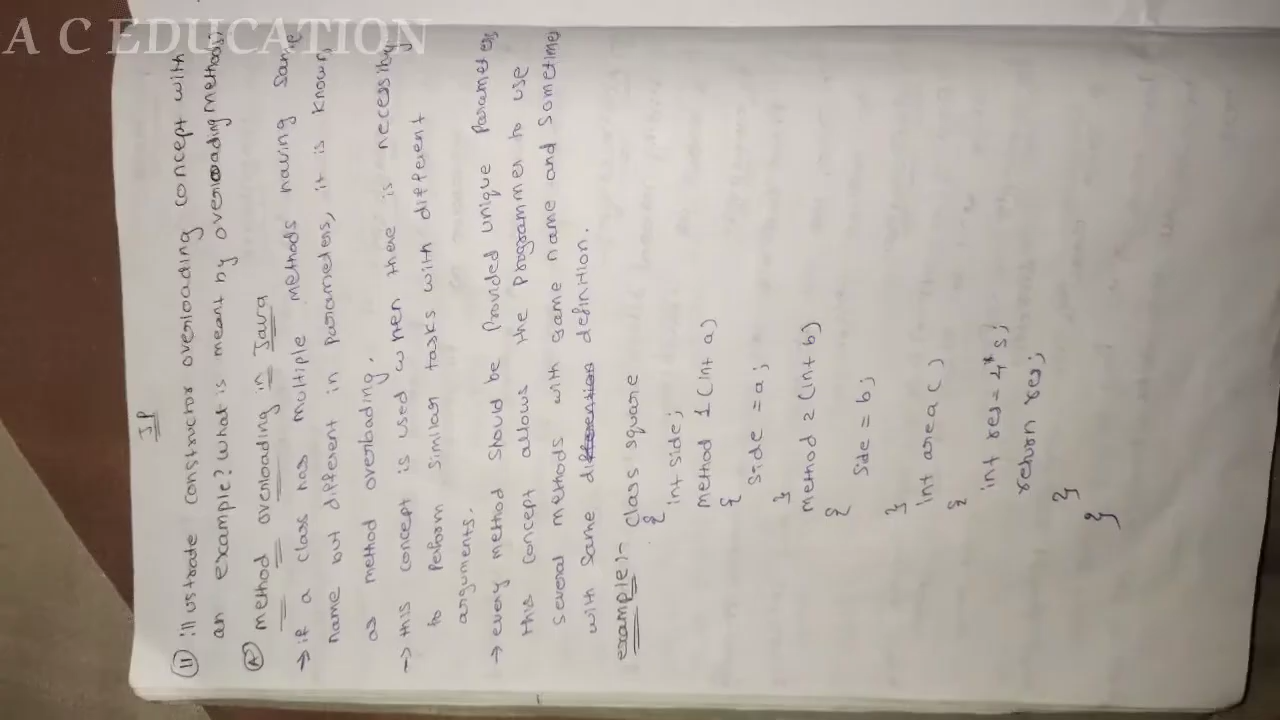 A C EDUCATION
JP
(11) illustrade constructor overloading concept with
an example? What is meant by overloading methods?
(A) method overloading in Java
→ if a class has multiple methods having same
name but different in parameters, it is known
as method overloading.
→ this concept is used when there is necessity
to perform similar tasks with different
arguments.
→ every method should be provided unique parameters
this concept allows the programmer to use
several methods with same name and sometimes
with same definition.
example:- class square
{
int side;
method 1 (int a)
{
side = a;
}
method 2 (int b)
{
side = b;
}
int area()
{
int res = 4*s;
return res;
}
}